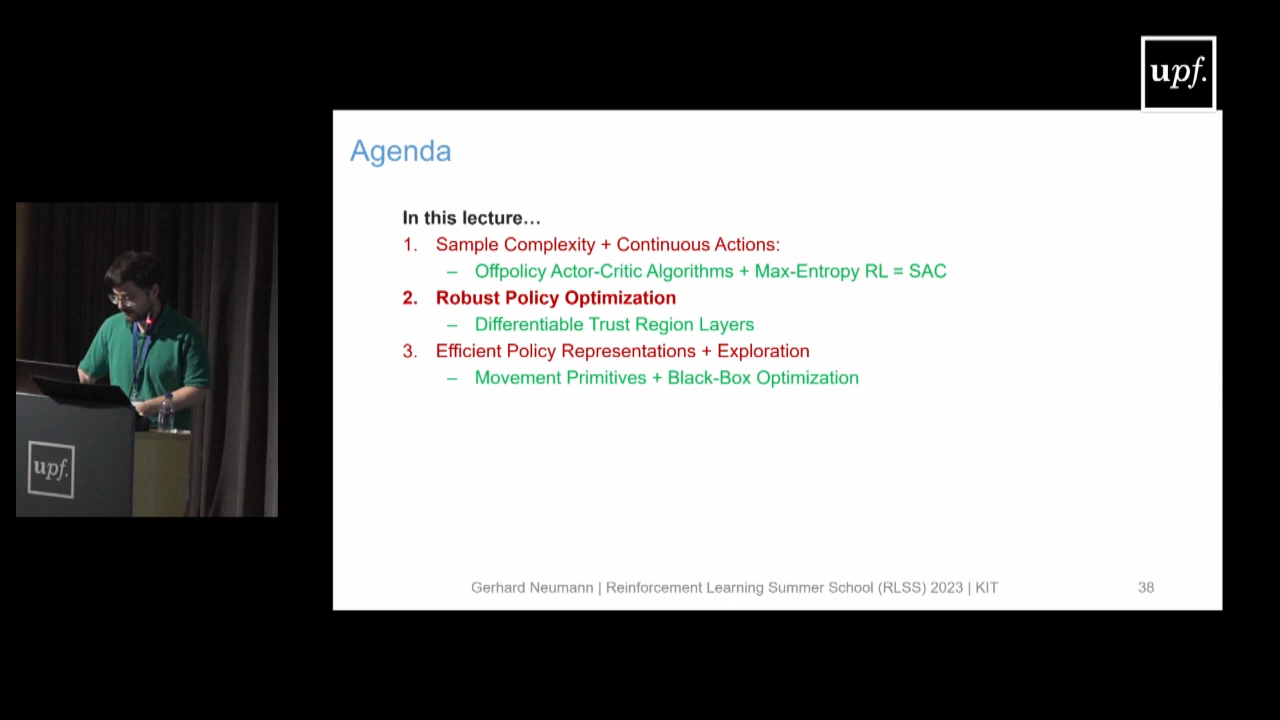 upf.
Agenda
In this lecture…
1. Sample Complexity + Continuous Actions:
– Offpolicy Actor-Critic Algorithms + Max-Entropy RL = SAC
2. Robust Policy Optimization
– Differentiable Trust Region Layers
3. Efficient Policy Representations + Exploration
– Movement Primitives + Black-Box Optimization
Gerhard Neumann | Reinforcement Learning Summer School (RLSS) 2023 | KIT 38
upf.